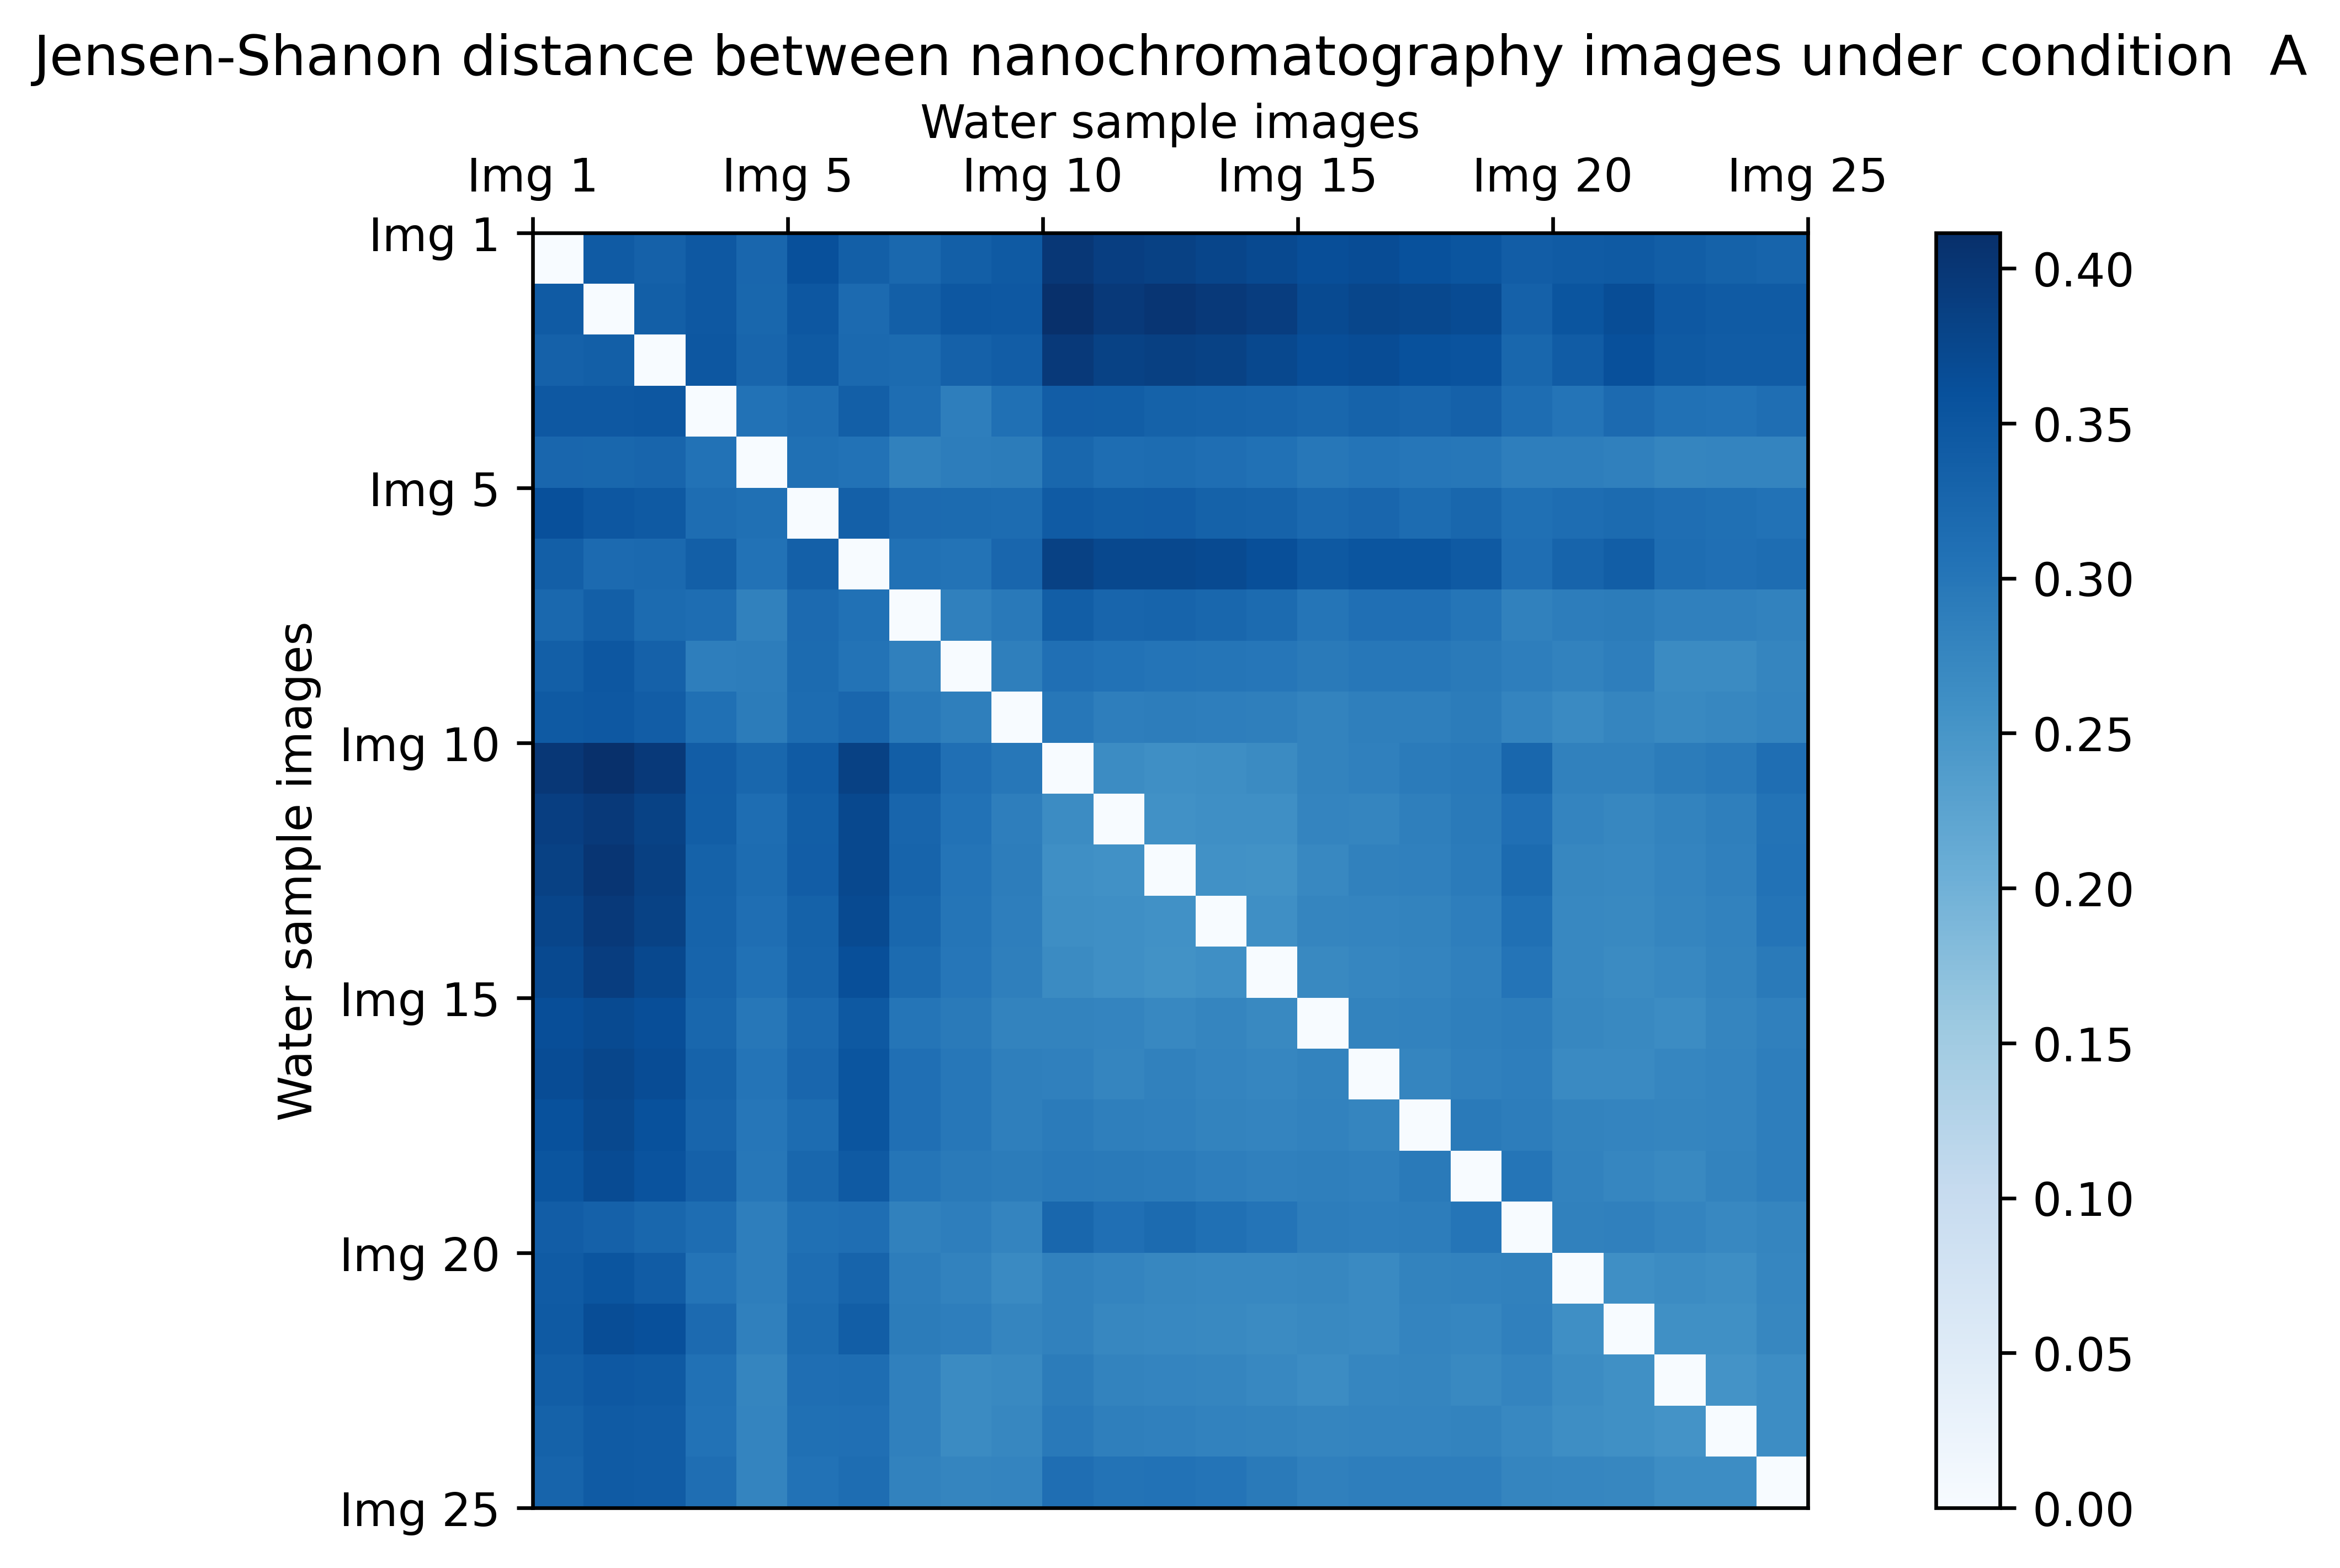 Jensen-Shanon distance between nanochromatography images under condition  A
Water sample images
Img 1
Img 5
Img 10
Img 15
Img 20
Img 25
Water sample images
Img 1
Img 5
Img 10
Img 15
Img 20
Img 25
0.40
0.35
0.30
0.25
0.20
0.15
0.10
0.05
0.00